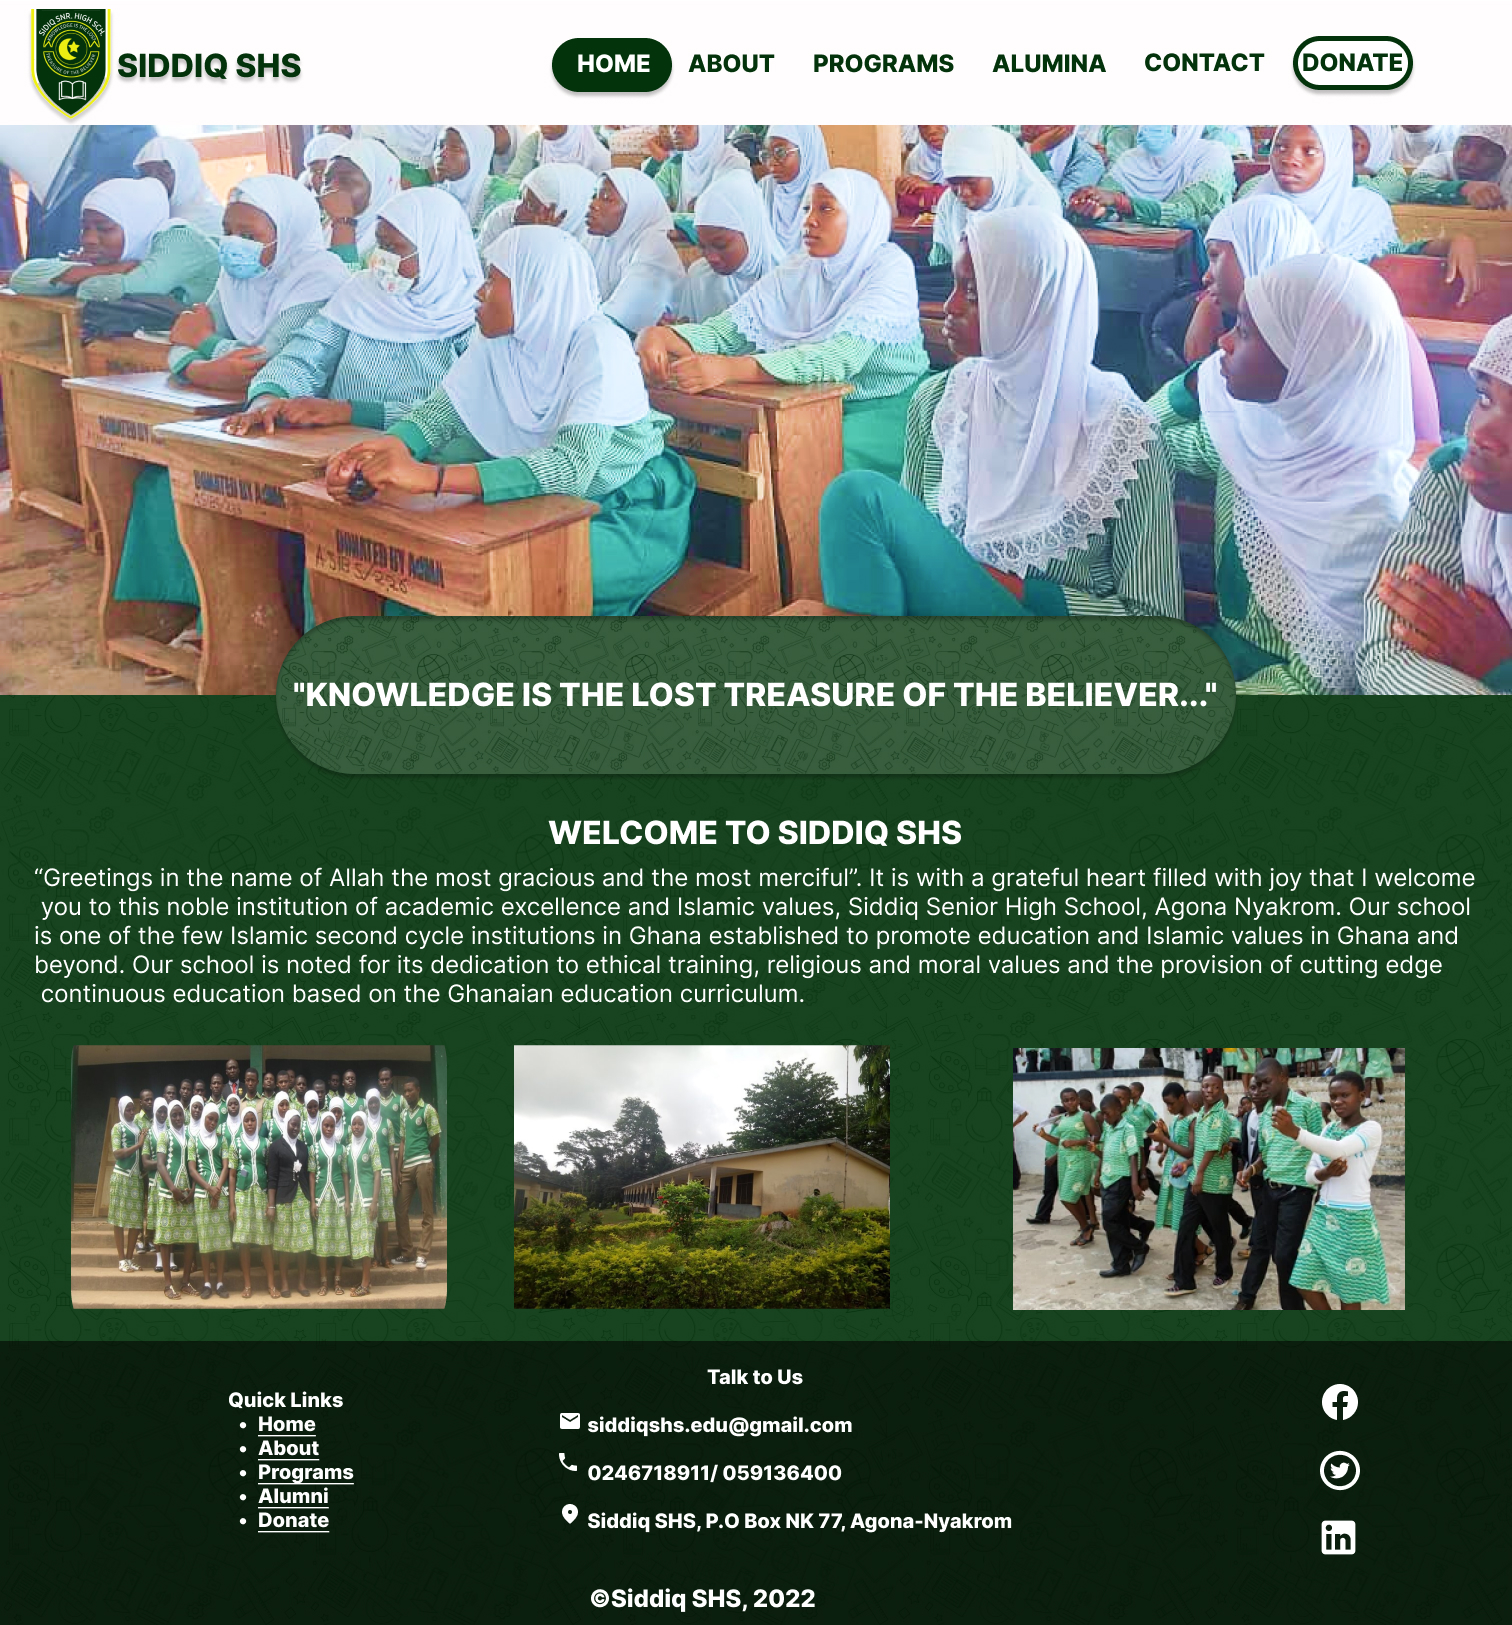 SIDIQ SNR. HIGH SCH.
SIDDIQ SHS
HOME
ABOUT
PROGRAMS
ALUMINA
CONTACT
DONATE
DONATED BY
DONATED BY
DONATED BY
"KNOWLEDGE IS THE LOST TREASURE OF THE BELIEVER..."
WELCOME TO SIDDIQ SHS
“Greetings in the name of Allah the most gracious and the most merciful”. It is with a grateful heart filled with joy that I welcome
you to this noble institution of academic excellence and Islamic values, Siddiq Senior High School, Agona Nyakrom. Our school
is one of the few Islamic second cycle institutions in Ghana established to promote education and Islamic values in Ghana and
beyond. Our school is noted for its dedication to ethical training, religious and moral values and the provision of cutting edge
continuous education based on the Ghanaian education curriculum.
Quick Links
• Home
• About
• Programs
• Alumni
• Donate
Talk to Us
siddiqshs.edu@gmail.com
0246718911/ 059136400
Siddiq SHS, P.O Box NK 77, Agona-Nyakrom
©Siddiq SHS, 2022